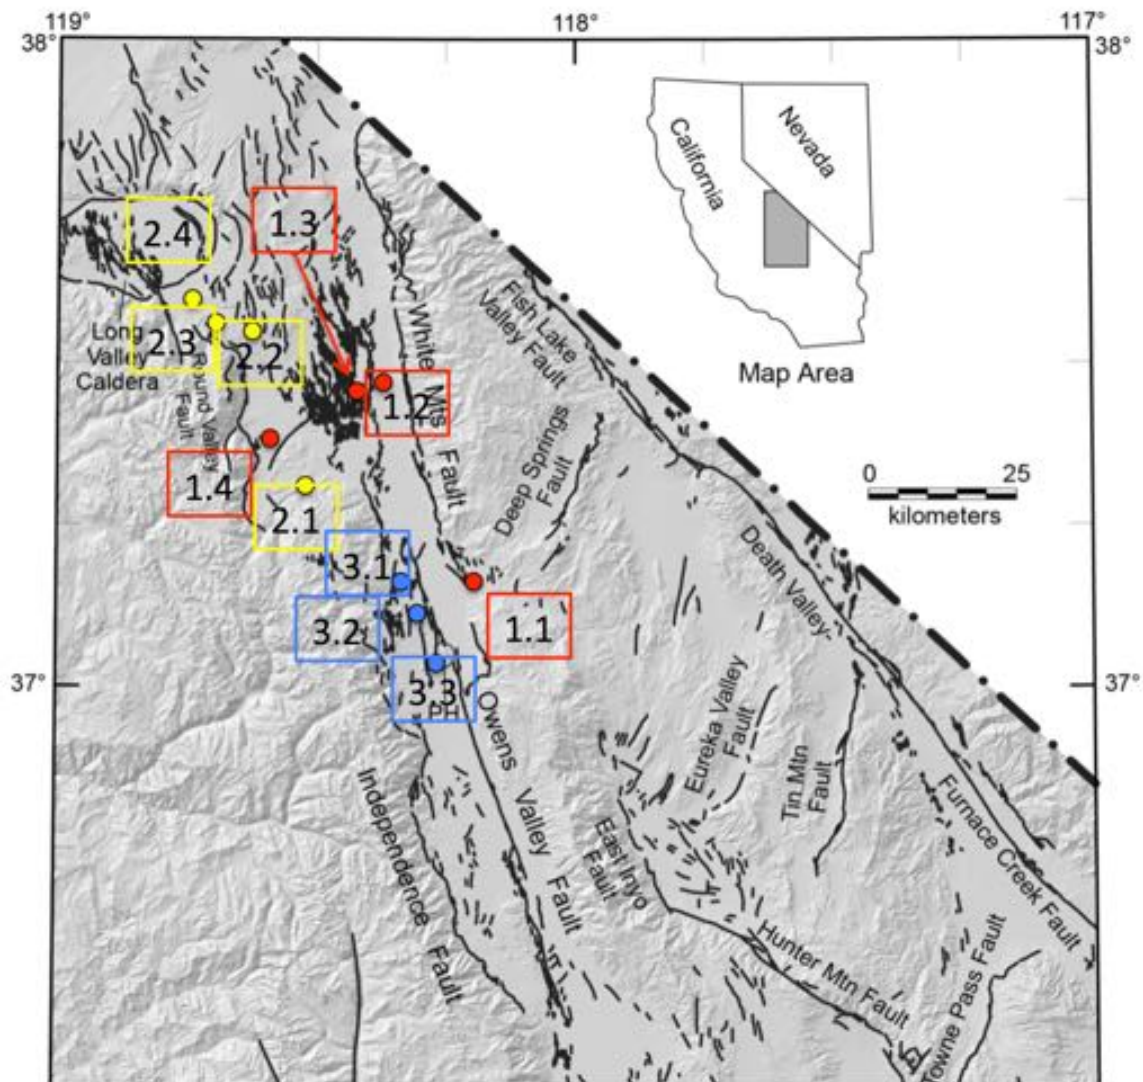 119°
118°
117°
38°
38°
California
Nevada
Map Area
2.4
1.3
Fish Lake
Valley Fault
White
Mts
Fault
Long
Valley
Caldera
2.3
2.2
Round Valley
Fault
1.2
Deep Springs
Fault
0
25
kilometers
1.4
2.1
3.1
Death Valley-
3.2
1.1
37°
37°
3.3
PH
Owens
Valley
Fault
Eureka Valley
Fault
Tin Mtn
Fault
Independence
Fault
East Inyo
Fault
Furnace Creek Fault
Hunter Mtn Fault
Towne Pass Fault